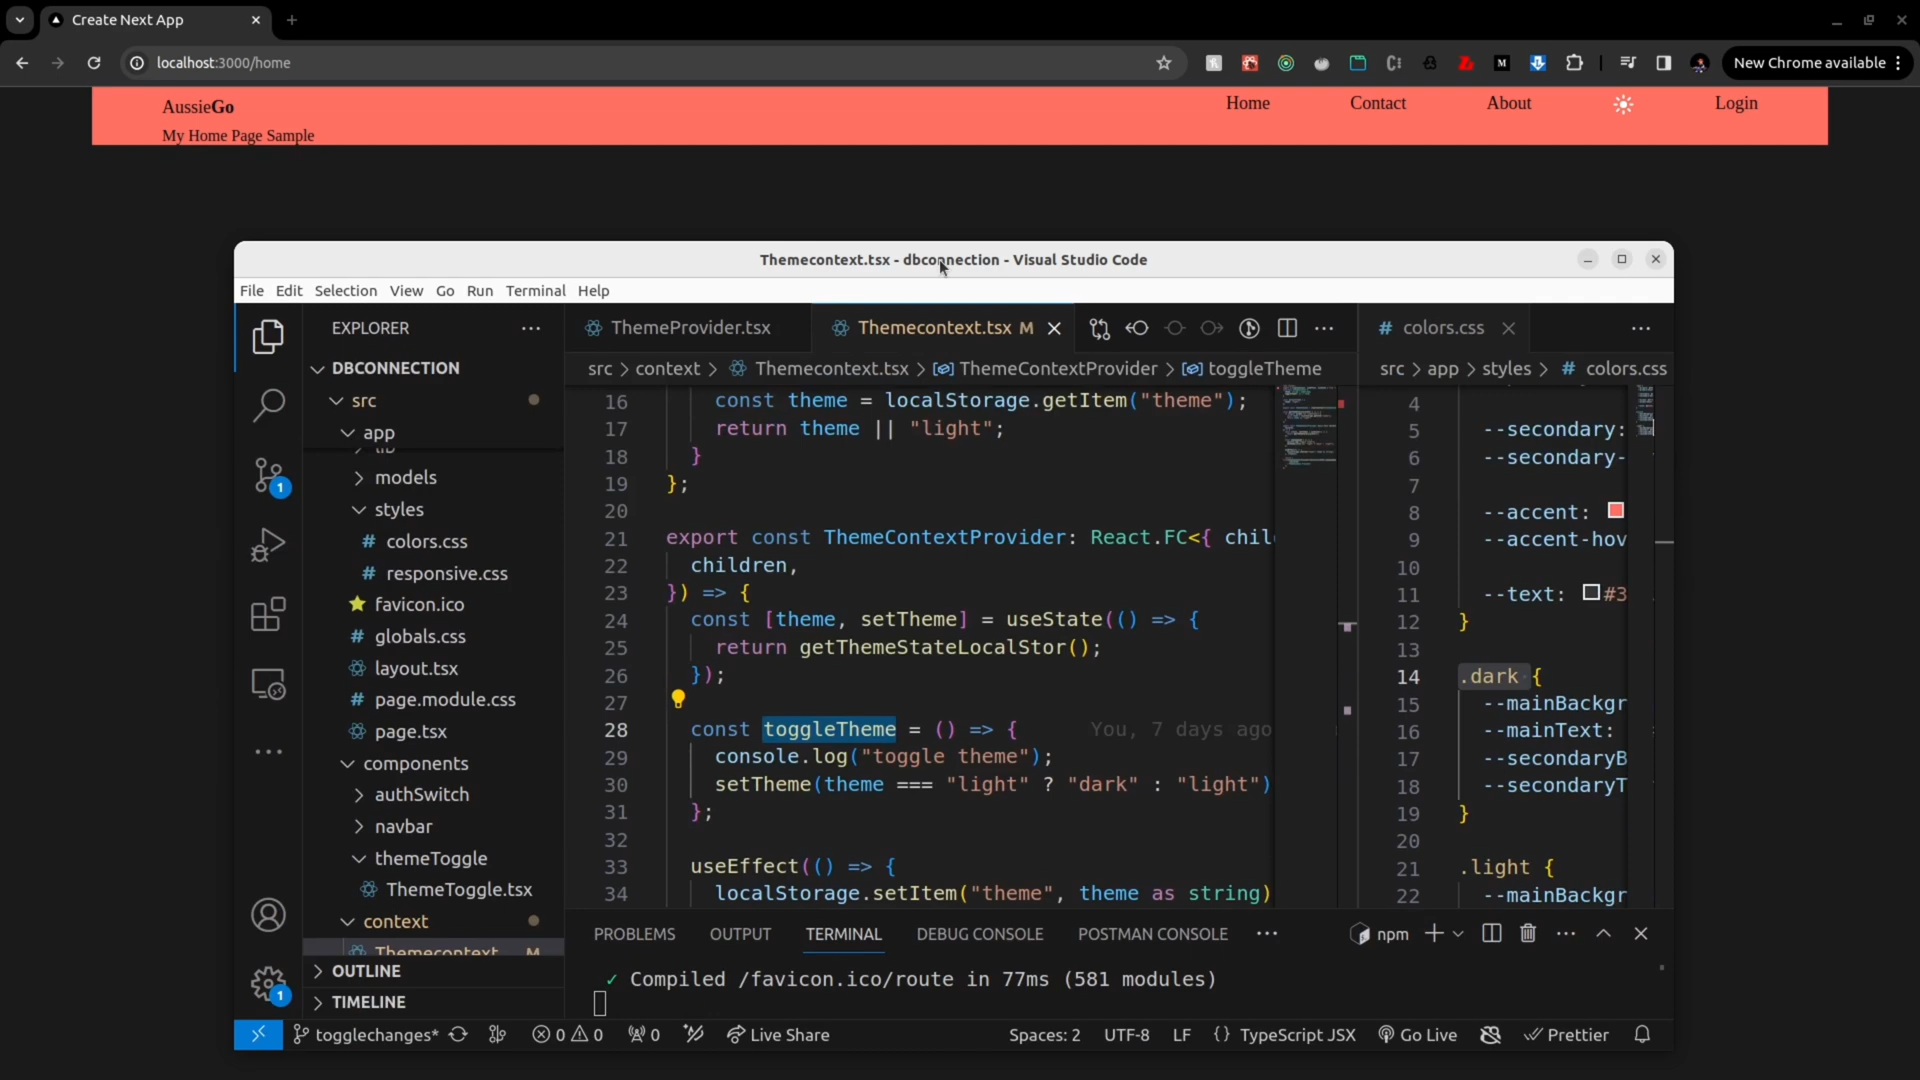 Create Next App
localhost:3000/home
New Chrome available
AussieGo
My Home Page Sample
Home
Contact
About
Login
Themecontext.tsx - dbconnection - Visual Studio Code
File Edit Selection View Go Run Terminal Help
EXPLORER
DBCONNECTION
src
app
models
styles
# colors.css
# responsive.css
favicon.ico
# globals.css
layout.tsx
# page.module.css
page.tsx
components
authSwitch
navbar
themeToggle
ThemeToggle.tsx
context
Themecontext M
OUTLINE
TIMELINE
1
1
ThemeProvider.tsx
Themecontext.tsx M
src > context > Themecontext.tsx > ThemeContextProvider > toggleTheme
16 const theme = localStorage.getItem("theme");
17 return theme || "light";
18 }
19 };
20
21 export const ThemeContextProvider: React.FC<{ chil
22 children,
23 }) => {
24 const [theme, setTheme] = useState(() => {
25 return getThemeStateLocalStor();
26 });
27
28 const toggleTheme = () => { You, 7 days ago
29 console.log("toggle theme");
30 setTheme(theme === "light" ? "dark" : "light")
31 };
32
33 useEffect(() => {
34 localStorage.setItem("theme", theme as string)
# colors.css
src > app > styles > # colors.css
4
5 --secondary:
6 --secondary-
7
8 --accent:
9 --accent-hov
10
11 --text: #3
12 }
13
14 .dark {
15 --mainBackgr
16 --mainText:
17 --secondaryB
18 --secondaryT
19 }
20
21 .light {
22 --mainBackgr
PROBLEMS OUTPUT TERMINAL DEBUG CONSOLE POSTMAN CONSOLE
npm
✓ Compiled /favicon.ico/route in 77ms (581 modules)
togglechanges* 0 0 0 Live Share
Spaces: 2 UTF-8 LF {} TypeScript JSX Go Live Prettier